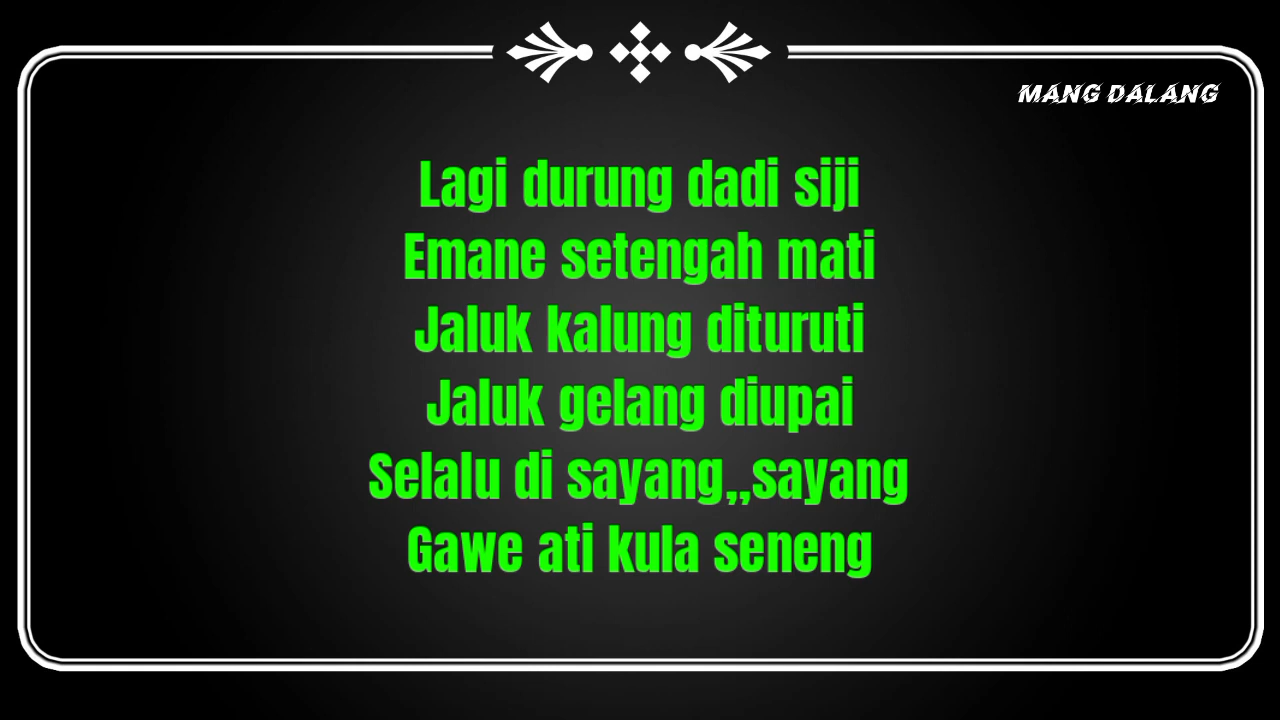 MANG DALANG
Lagi durung dadi siji
Emane setengah mati
Jaluk kalung dituruti
Jaluk gelang diupai
Selalu di sayang,,sayang
Gawe ati kula seneng